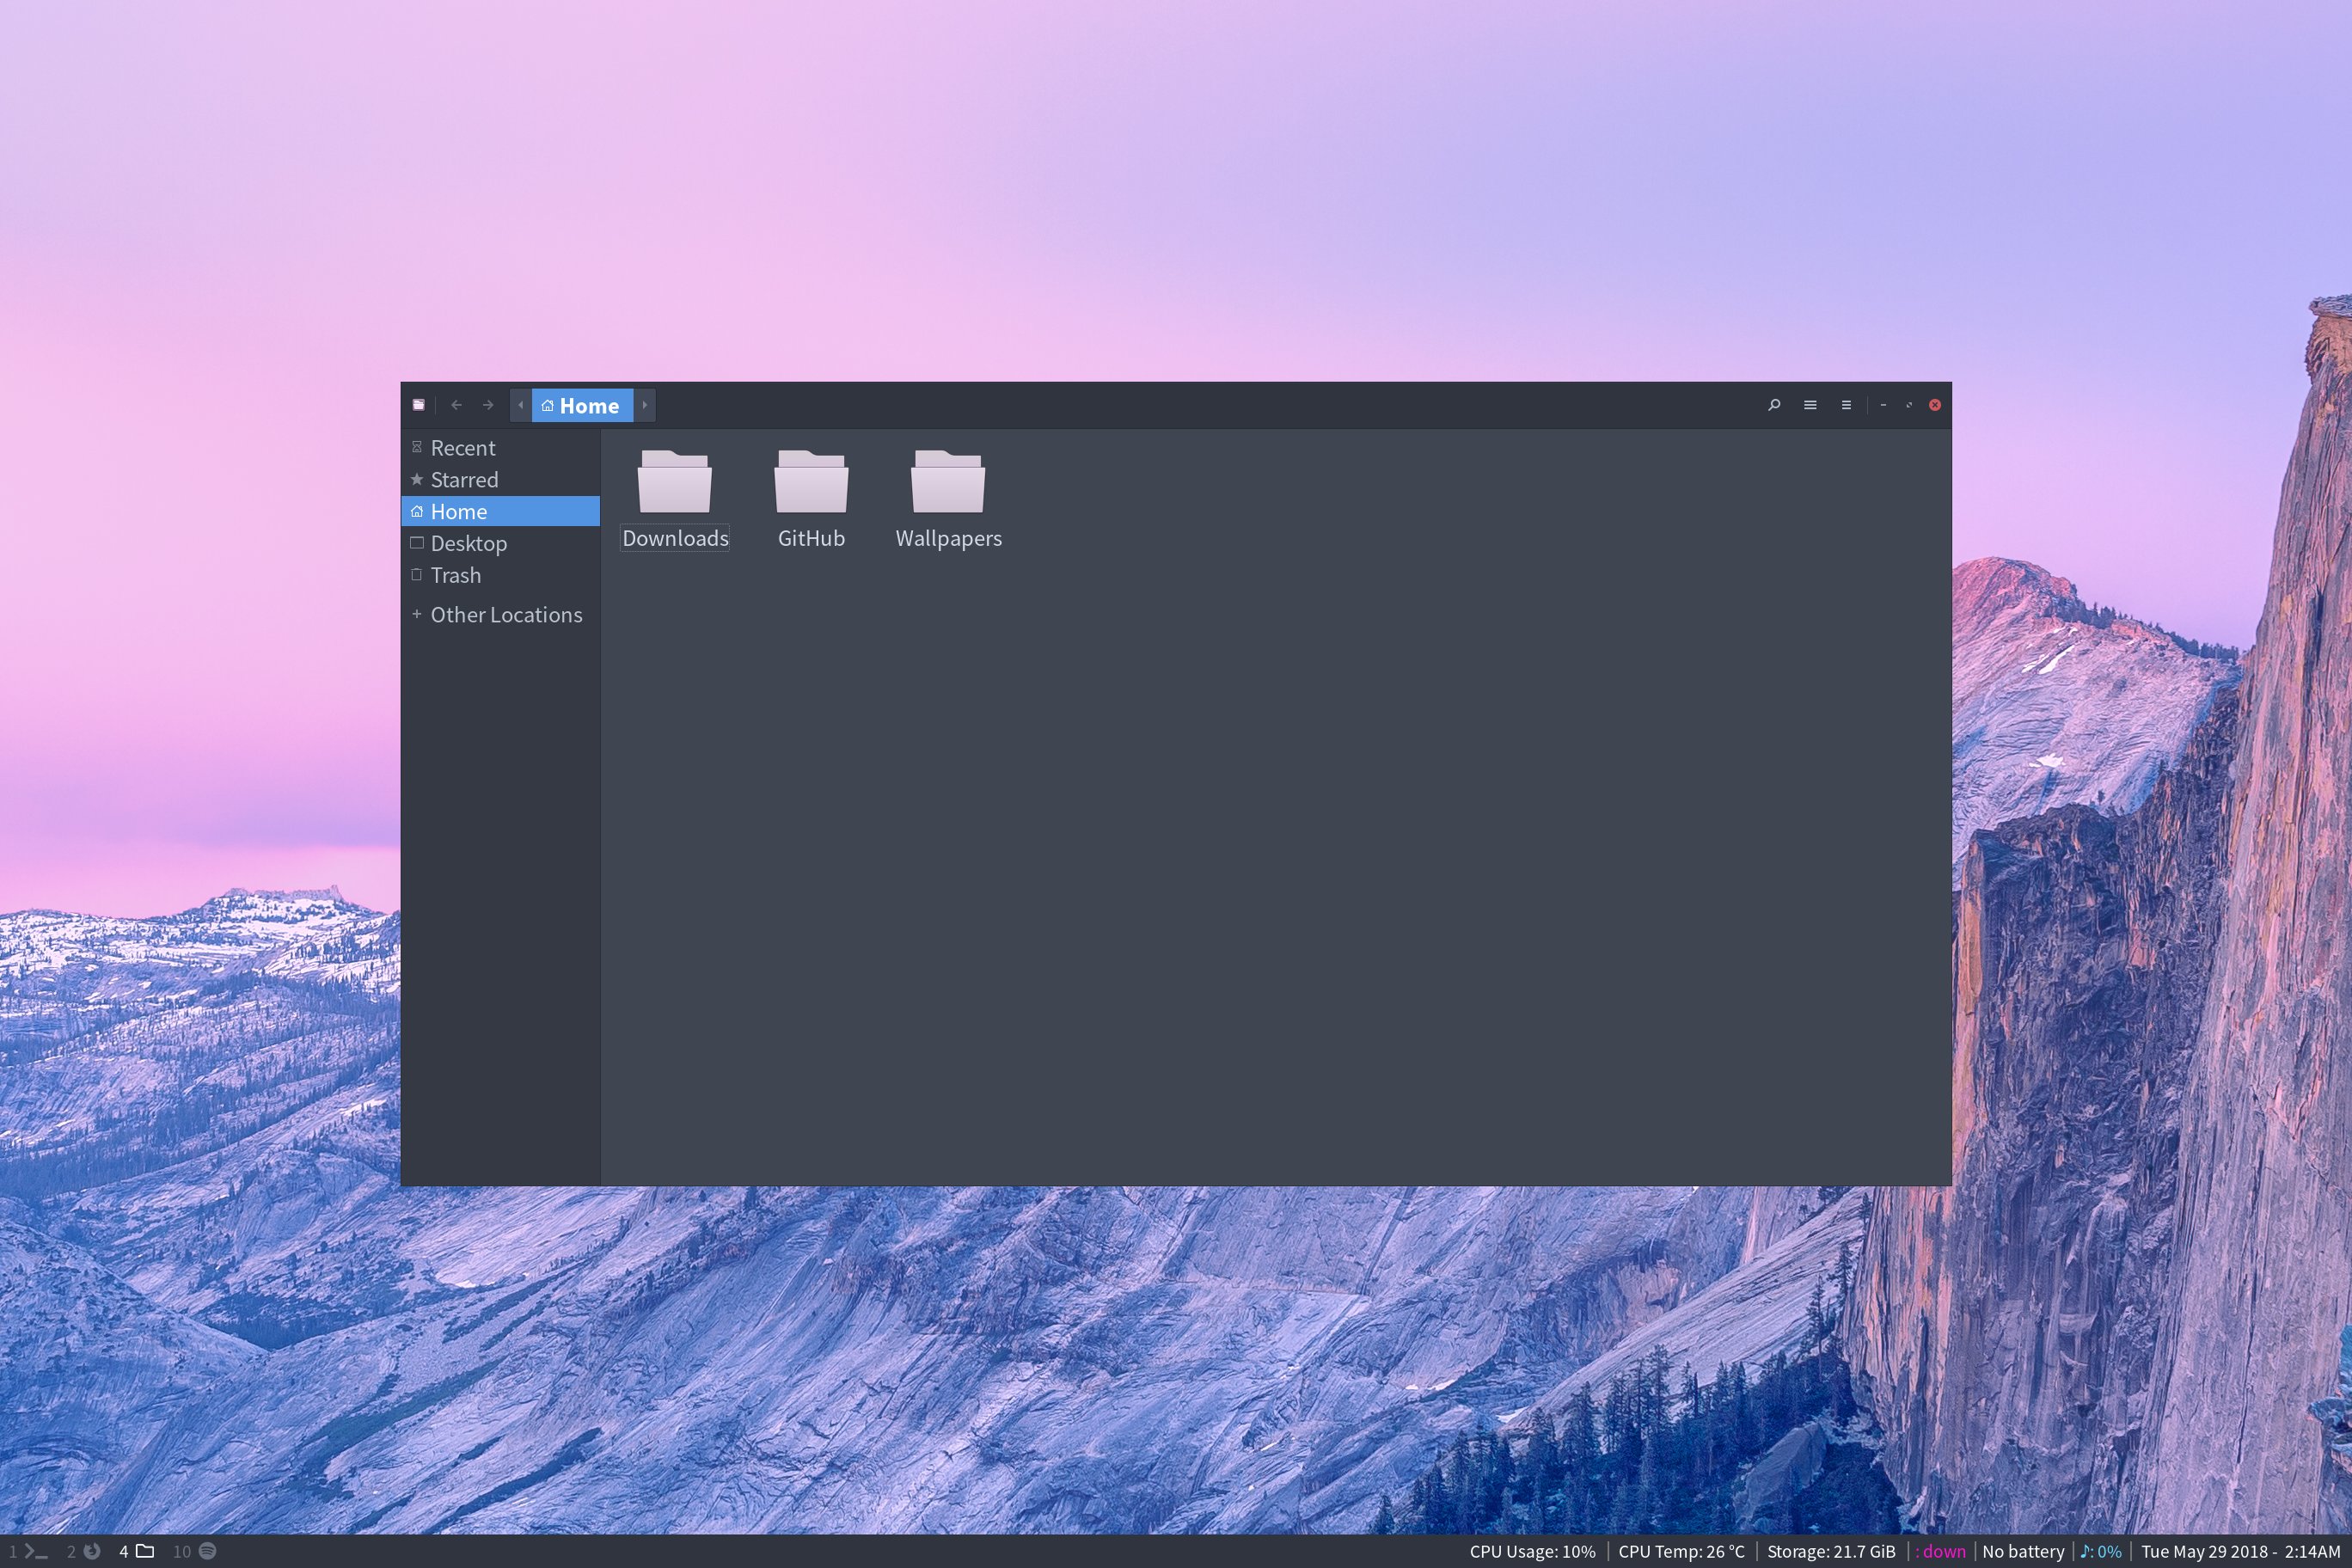 Home
Recent
Starred
Home
Desktop
Trash
Other Locations
Downloads
GitHub
Wallpapers
1 2 4 10
CPU Usage: 10% | CPU Temp: 26 °C | Storage: 21.7 GiB | : down | No battery | ♪: 0% | Tue May 29 2018 - 2:14AM